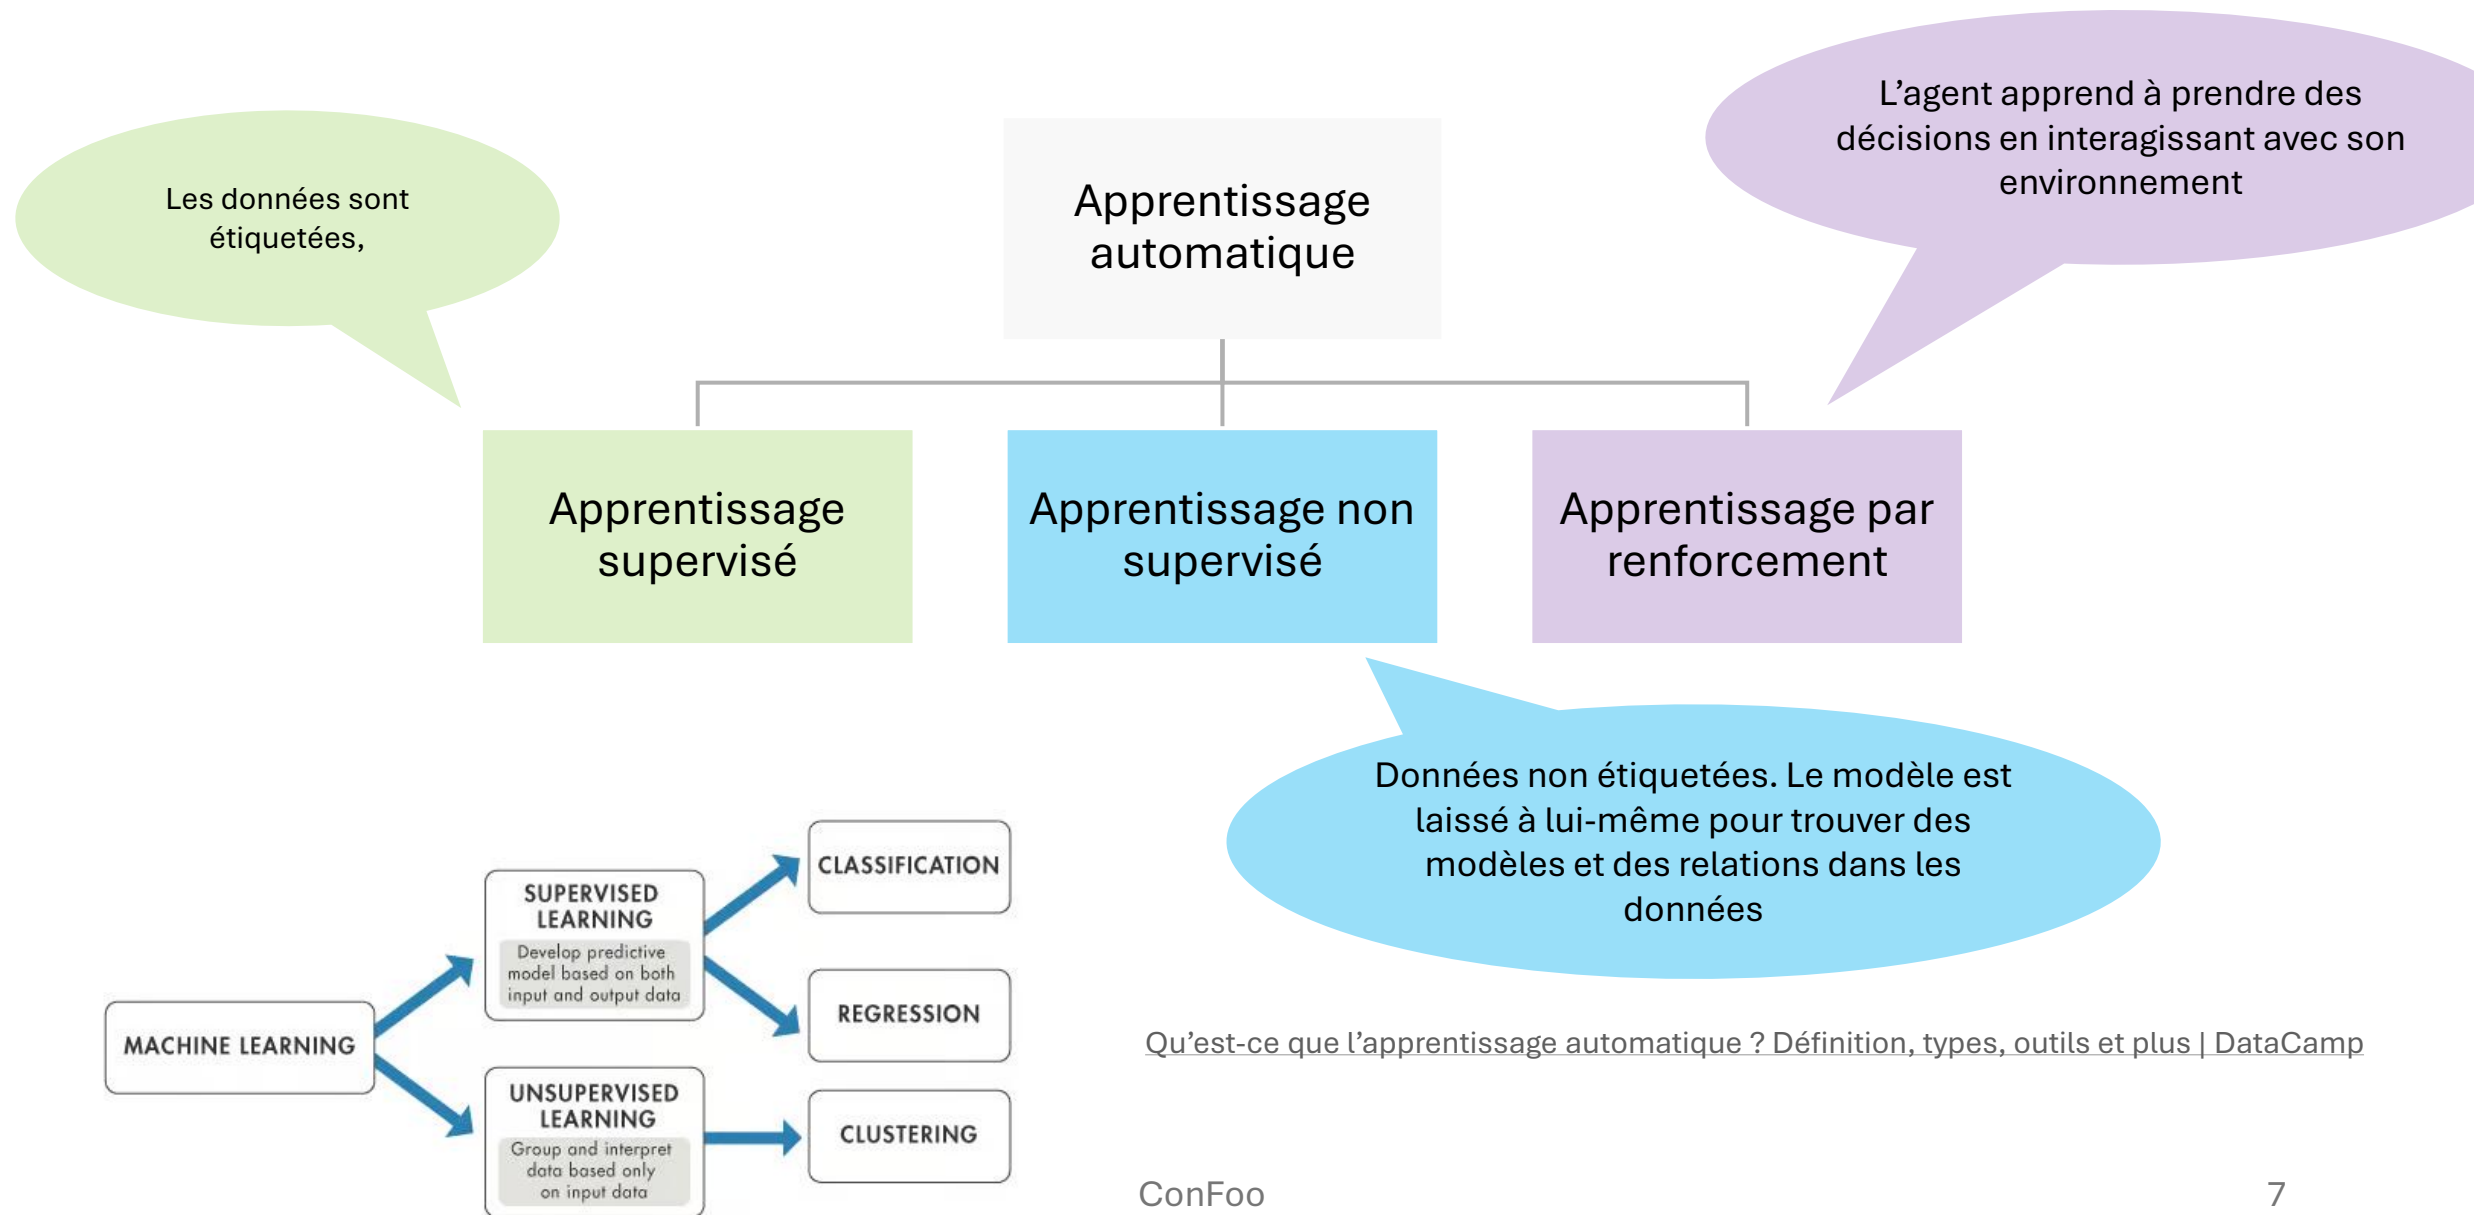 L’agent apprend à prendre des
décisions en interagissant avec son
environnement
Les données sont
étiquetées,
Apprentissage
automatique
Apprentissage
supervisé
Apprentissage non
supervisé
Apprentissage par
renforcement
Données non étiquetées. Le modèle est
laissé à lui-même pour trouver des
modèles et des relations dans les
données
MACHINE LEARNING
SUPERVISED
LEARNING
Develop predictive
model based on both
input and output data
CLASSIFICATION
REGRESSION
UNSUPERVISED
LEARNING
Group and interpret
data based only
on input data
CLUSTERING
Qu’est-ce que l’apprentissage automatique ? Définition, types, outils et plus | DataCamp
ConFoo
7